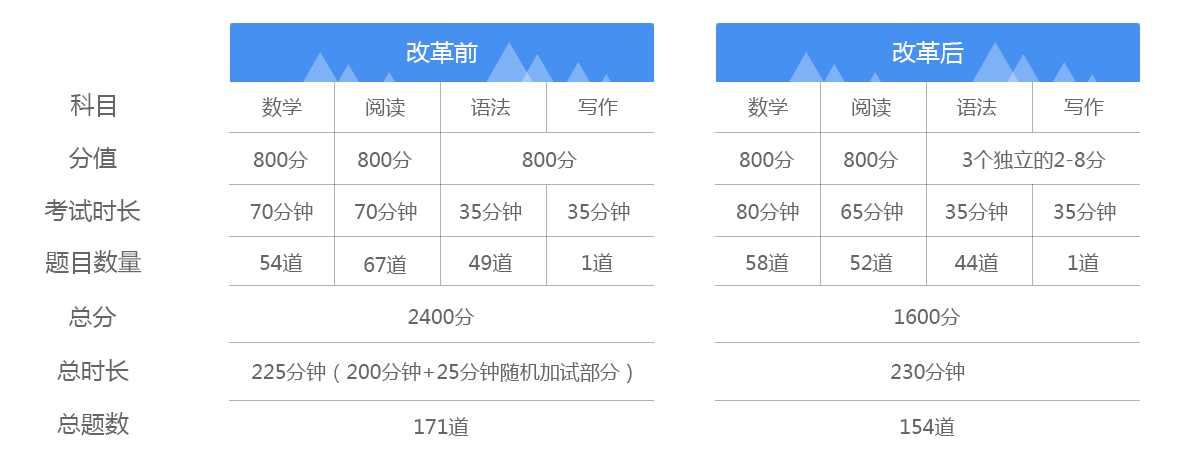 改革前 改革后
科目 数学 阅读 语法 写作 数学 阅读 语法 写作
分值 800分 800分 800分 800分 800分 3个独立的2-8分
考试时长 70分钟 70分钟 35分钟 35分钟 80分钟 65分钟 35分钟 35分钟
题目数量 54道 67道 49道 1道 58道 52道 44道 1道
总分 2400分 1600分
总时长 225分钟（200分钟+25分钟随机加试部分） 230分钟
总题数 171道 154道